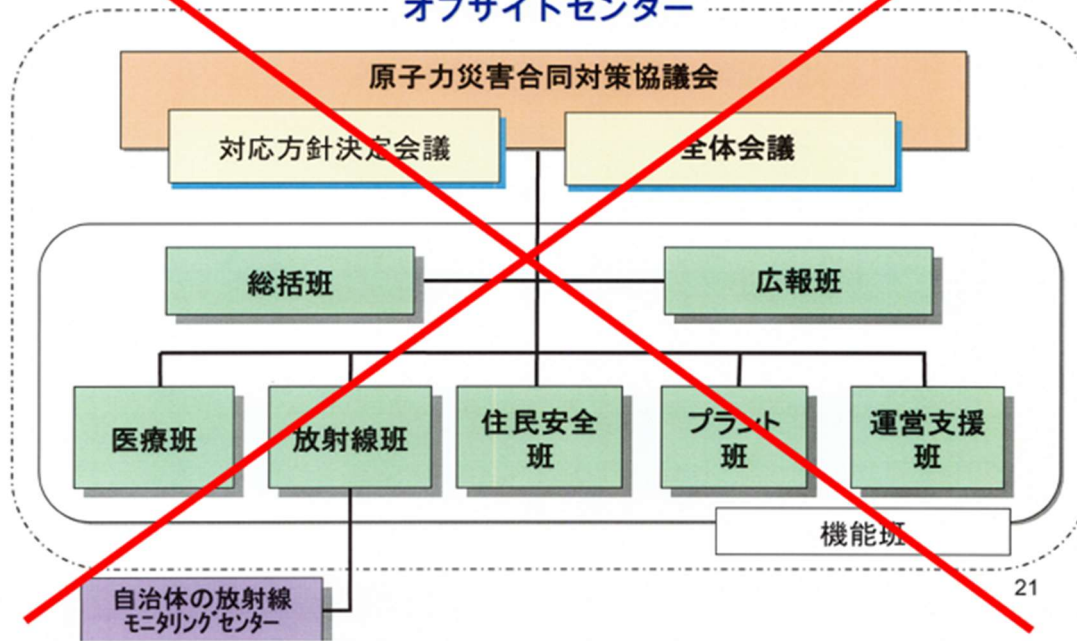 オフサイトセンター
原子力災害合同対策協議会
対応方針決定会議
全体会議
総括班
広報班
医療班
放射線班
住民安全
班
プラント
班
運営支援
班
機能班
自治体の放射線
モニタリングセンター
21